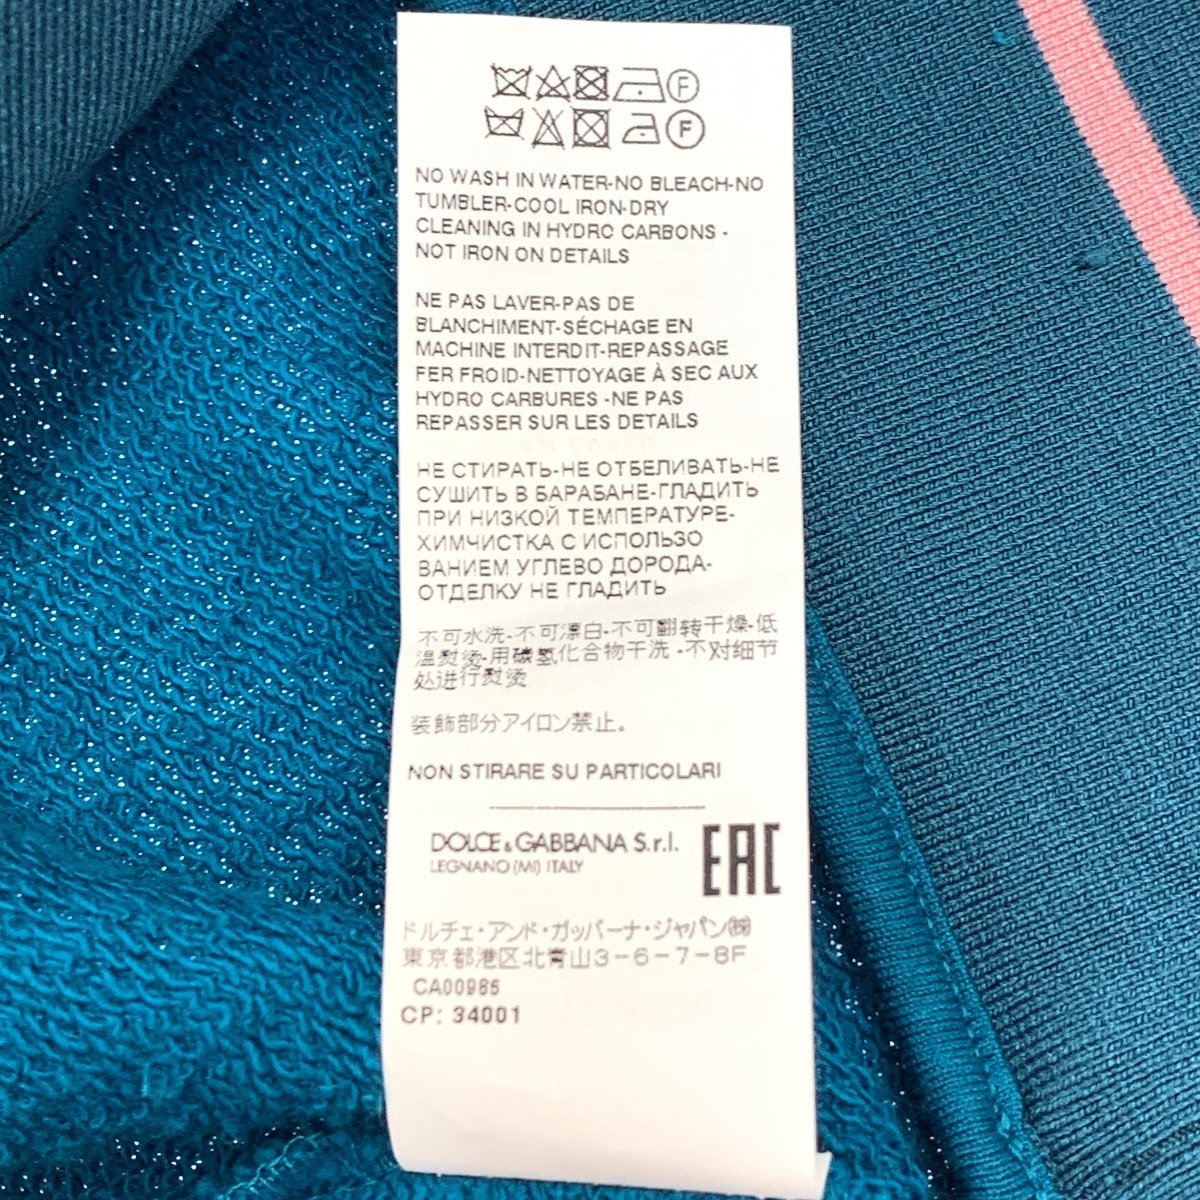 F
F
NO WASH IN WATER-NO BLEACH-NO
TUMBLER-COOL IRON-DRY
CLEANING IN HYDRO CARBONS -
NOT IRON ON DETAILS
NE PAS LAVER-PAS DE
BLANCHIMENT-SÉCHAGE EN
MACHINE INTERDIT-REPASSAGE
FER FROID-NETTOYAGE À SEC AUX
HYDRO CARBURES -NE PAS
REPASSER SUR LES DETAILS
НЕ СТИРАТЬ-НЕ ОТБЕЛИВАТЬ-НЕ
СУШИТЬ В БАРАБАНЕ-ГЛАДИТЬ
ПРИ НИЗКОЙ ТЕМПЕРАТУРЕ-
ХИМЧИСТКА С ИСПОЛЬЗО
ВАНИЕМ УГЛЕВО ДОРОДА-
ОТДЕЛКУ НЕ ГЛАДИТЬ
不可水洗-不可漂白-不可翻转干燥-低
温熨烫-用碳氢化合物干洗-不对细节
处进行熨烫
装飾部分アイロン禁止。
NON STIRARE SU PARTICOLARI
DOLCE & GABBANA S.r.l.
LEGNANO (MI) ITALY
EAC
ドルチェ・アンド・ガッバーナ・ジャパン㈱
東京都港区北青山3-6-7-8F
CA00985
CP: 34001